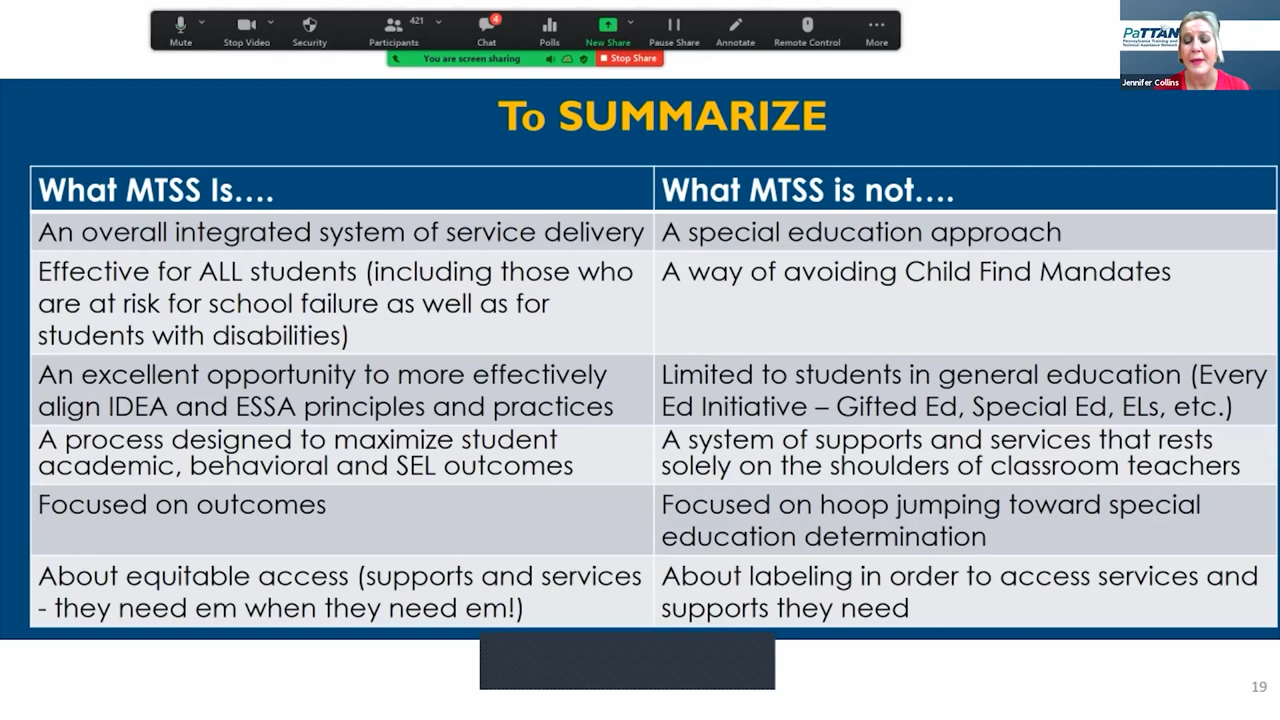 421
4
Mute
Stop Video
Security
Participants
Chat
Polls
New Share
Pause Share
Annotate
Remote Control
More
You are screen sharing
Stop Share
PaTTAN
Pennsylvania Training and
Technical Assistance Network
Jennifer Collins
To SUMMARIZE
What MTSS Is….
What MTSS is not….
An overall integrated system of service delivery
A special education approach
Effective for ALL students (including those who
are at risk for school failure as well as for
students with disabilities)
A way of avoiding Child Find Mandates
An excellent opportunity to more effectively
align IDEA and ESSA principles and practices
Limited to students in general education (Every
Ed Initiative – Gifted Ed, Special Ed, ELs, etc.)
A process designed to maximize student
academic, behavioral and SEL outcomes
A system of supports and services that rests
solely on the shoulders of classroom teachers
Focused on outcomes
Focused on hoop jumping toward special
education determination
About equitable access (supports and services
- they need em when they need em!)
About labeling in order to access services and
supports they need
19